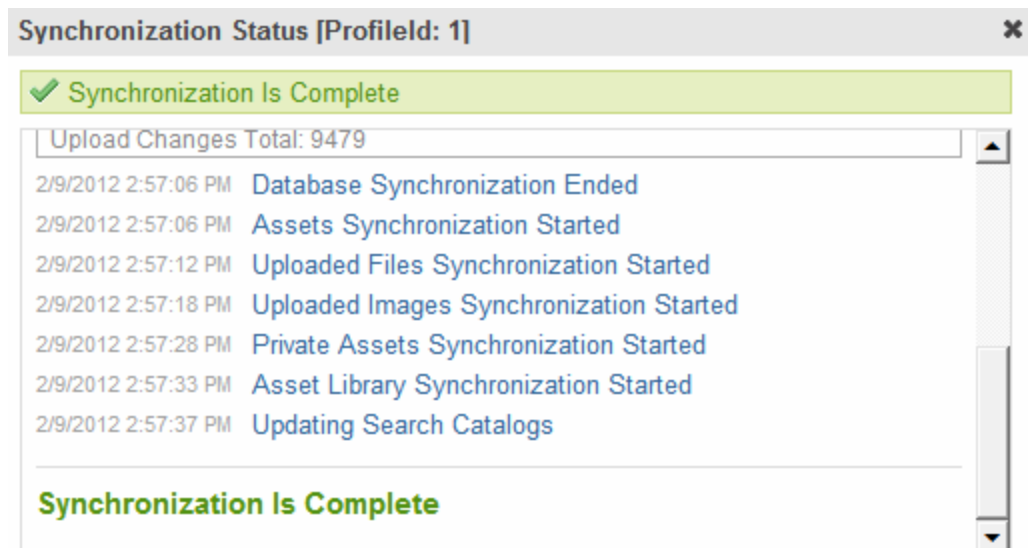 Synchronization Status [ProfileId: 1]
Synchronization Is Complete
Upload Changes Total: 9479
2/9/2012 2:57:06 PM Database Synchronization Ended
2/9/2012 2:57:06 PM Assets Synchronization Started
2/9/2012 2:57:12 PM Uploaded Files Synchronization Started
2/9/2012 2:57:18 PM Uploaded Images Synchronization Started
2/9/2012 2:57:28 PM Private Assets Synchronization Started
2/9/2012 2:57:33 PM Asset Library Synchronization Started
2/9/2012 2:57:37 PM Updating Search Catalogs
Synchronization Is Complete